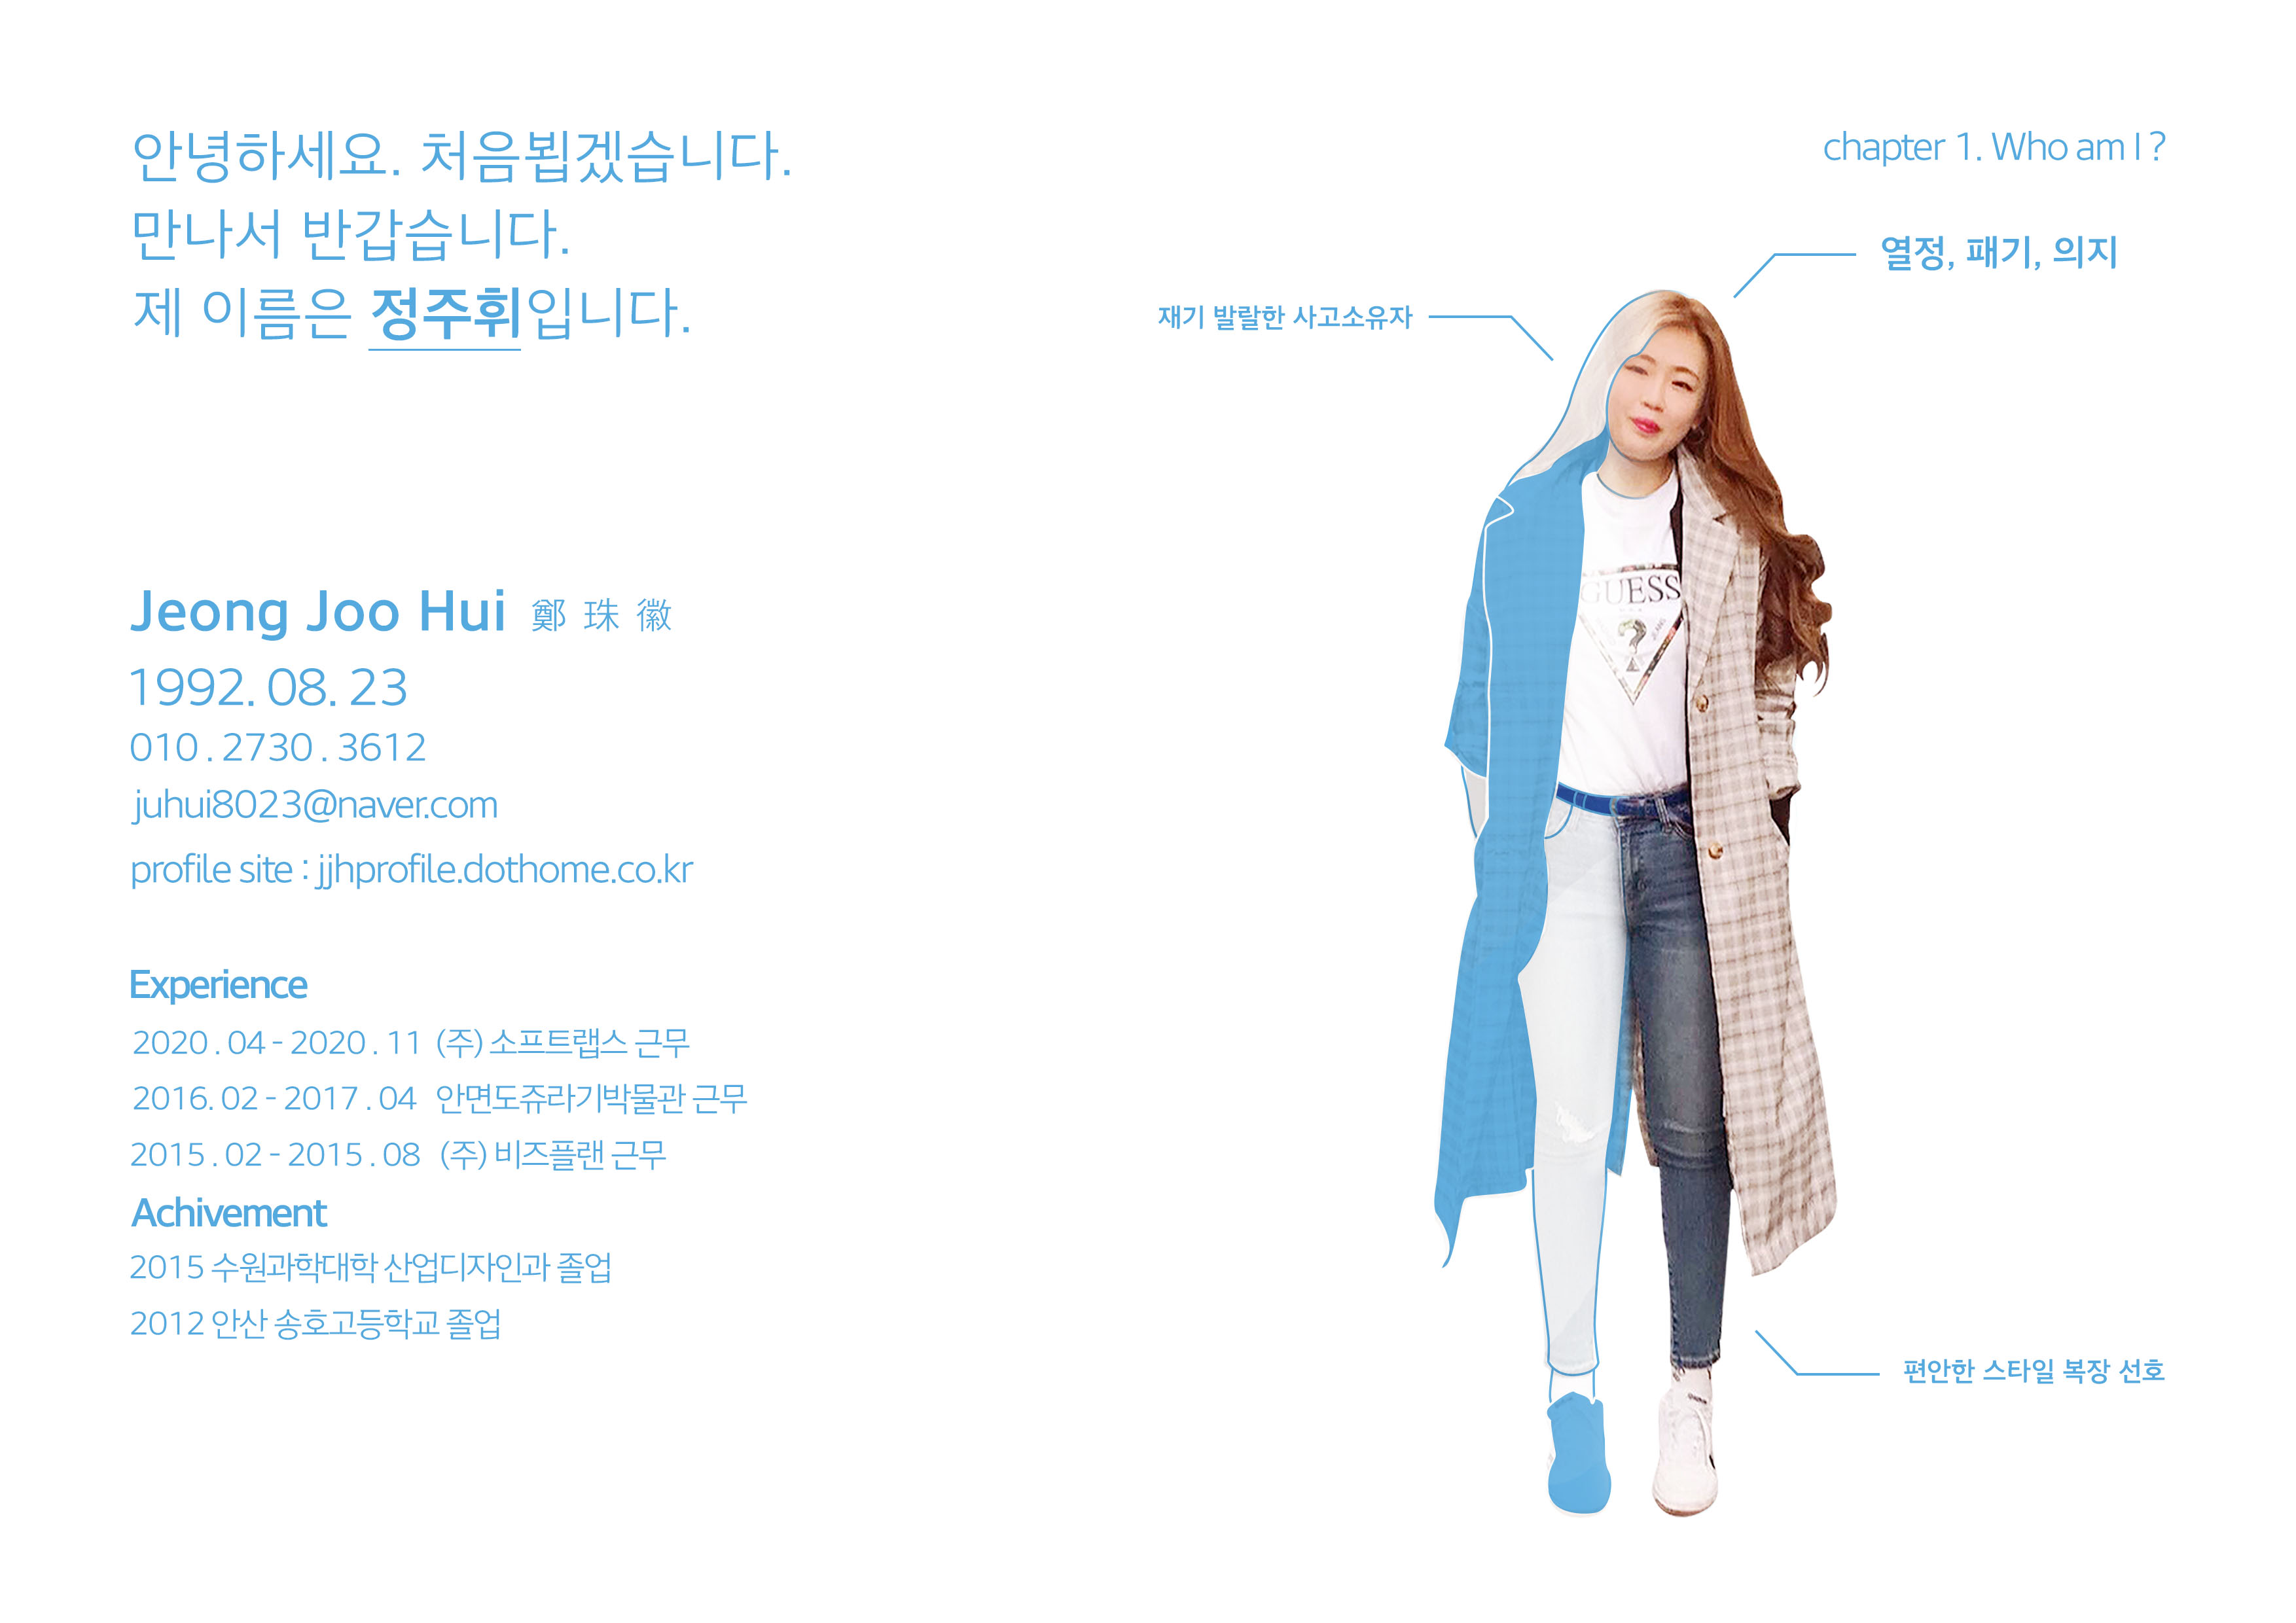 안녕하세요. 처음뵙겠습니다.
만나서 반갑습니다.
제 이름은 정주휘입니다.
chapter 1. Who am I ?
열정, 패기, 의지
재기 발랄한 사고소유자
Jeong Joo Hui 鄭 珠 徽
1992. 08. 23
010 . 2730 . 3612
juhui8023@naver.com
profile site : jjhprofile.dothome.co.kr
Experience
2020 . 04 - 2020 . 11 (주) 소프트랩스 근무
2016. 02 - 2017 . 04 안면도쥬라기박물관 근무
2015 . 02 - 2015 . 08 (주) 비즈플랜 근무
Achivement
2015 수원과학대학 산업디자인과 졸업
2012 안산 송호고등학교 졸업
GUESS
?
편안한 스타일 복장 선호